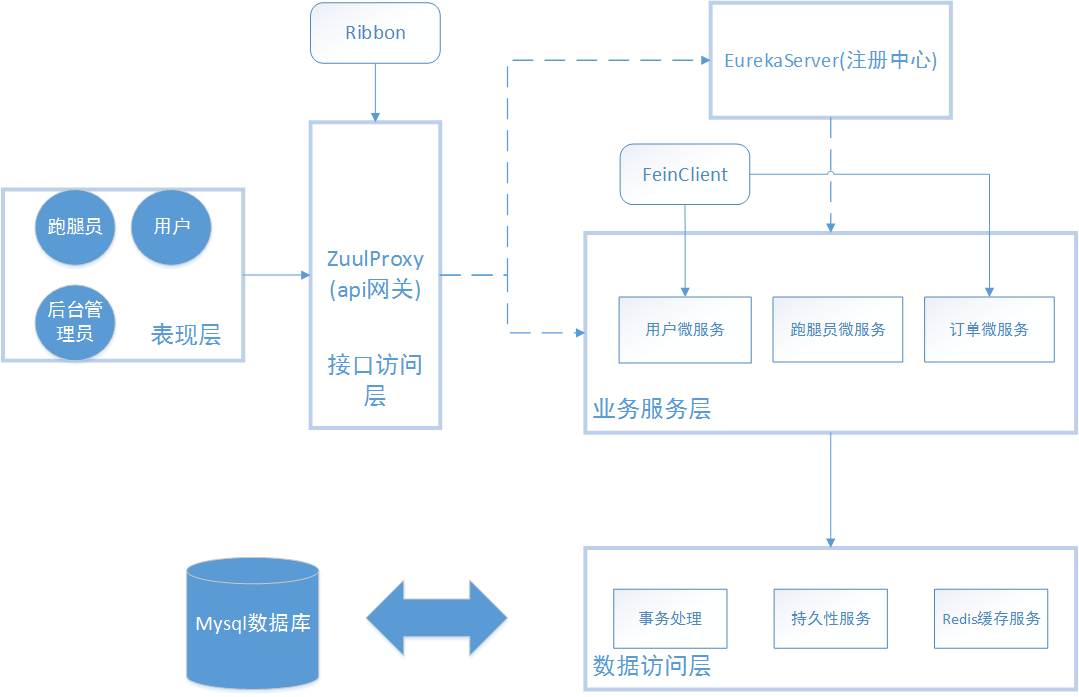 Ribbon
EurekaServer(注册中心)
FeinClient
跑腿员
用户
后台管
理员
表现层
ZuulProxy
(api网关)
接口访问
层
用户微服务
跑腿员微服务
订单微服务
业务服务层
Mysql数据库
事务处理
持久性服务
Redis缓存服务
数据访问层